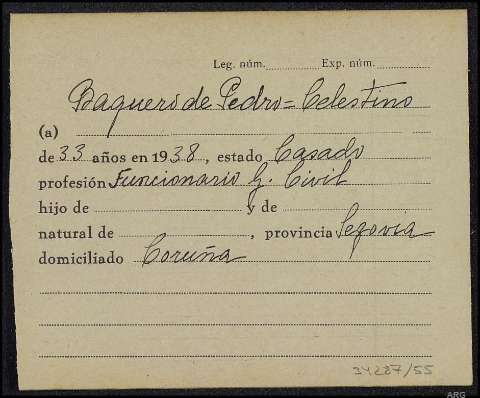 Leg. núm. Exp. núm.
Baquero de Pedro = Celestino
(a)
de 33 años en 1938, estado Casado
profesión Funcionario G. Civil
hijo de — y de —
natural de —, provincia Segovia
domiciliado Coruña
34227/55
ARG